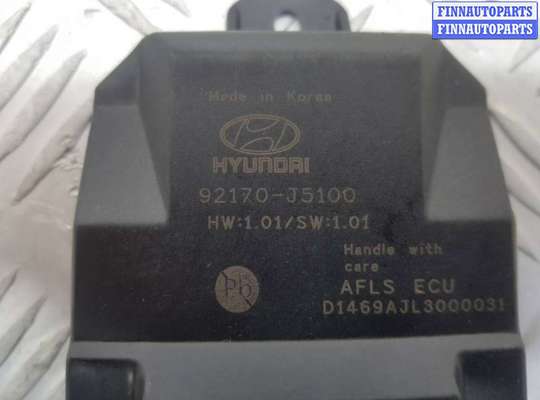 FINNAUTOPARTS
FINNAUTOPARTS
Made in Korea
HYUNDAI
92170-J5100
HW:1.01/SW:1.01
Handle with
care
Pb
AFLS ECU
D1469AJL3000031